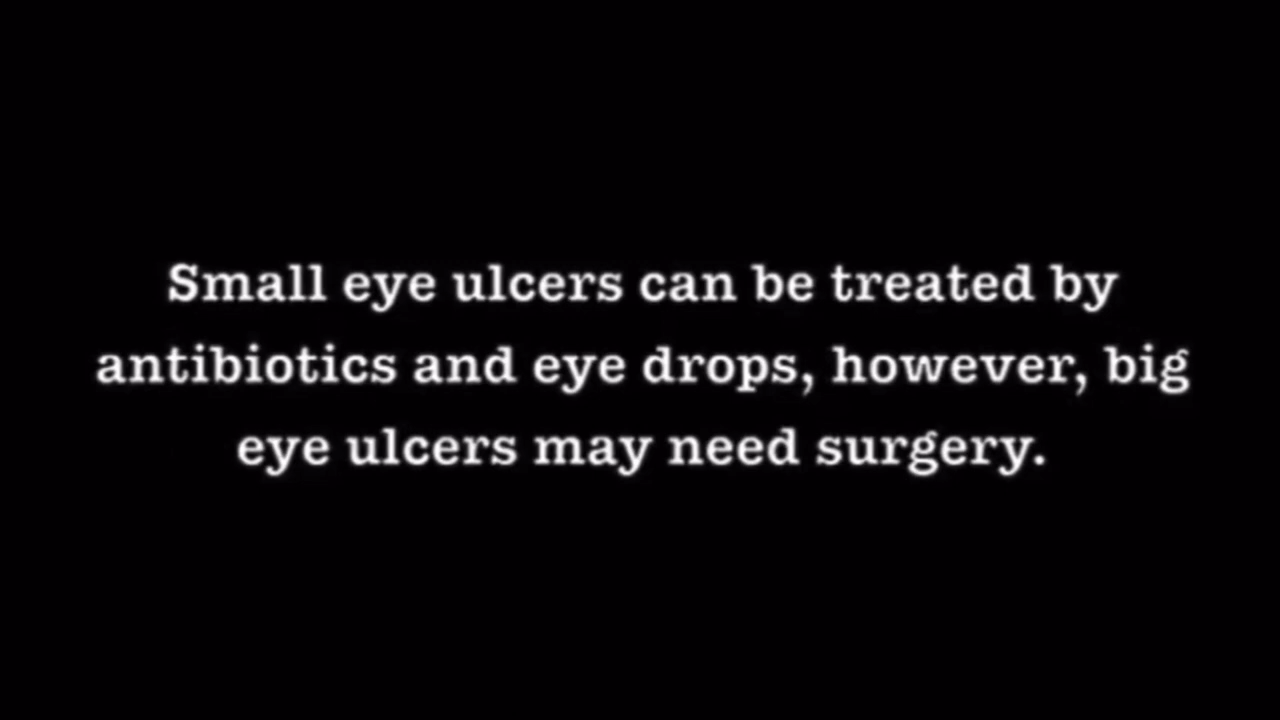 Small eye ulcers can be treated by
antibiotics and eye drops, however, big
eye ulcers may need surgery.